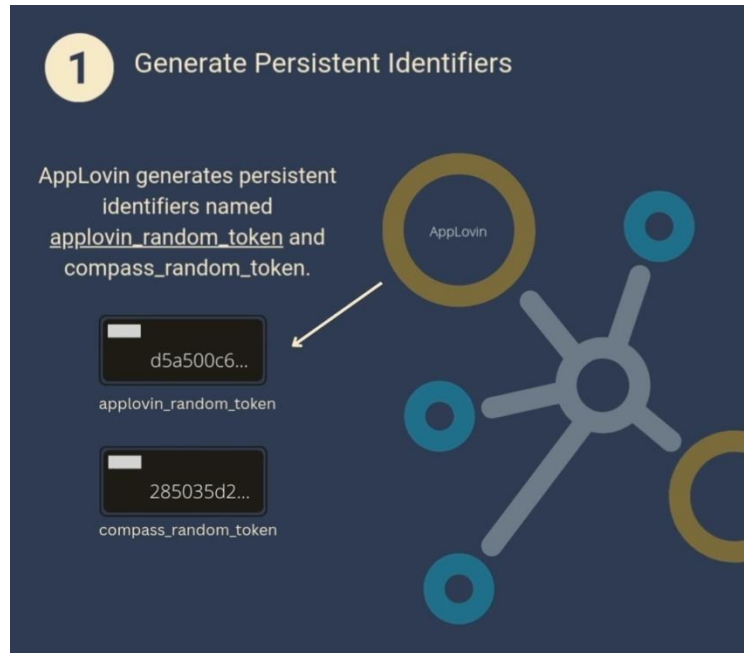 1
Generate Persistent Identifiers
AppLovin generates persistent
identifiers named
applovin_random_token and
compass_random_token.
AppLovin
d5a500c6...
applovin_random_token
285035d2...
compass_random_token